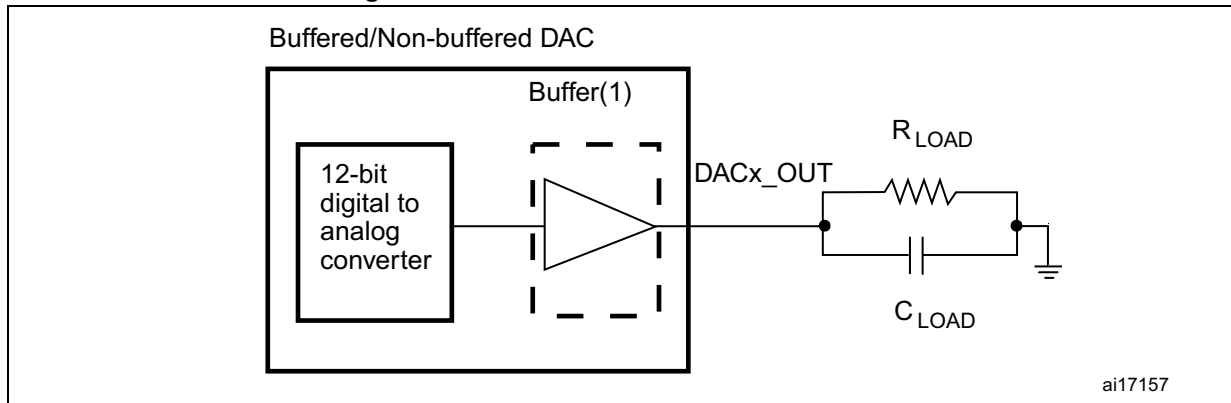 Buffered/Non-buffered DAC
Buffer(1)
12-bit
digital to
analog
converter
DACx_OUT
R LOAD
C LOAD
ai17157